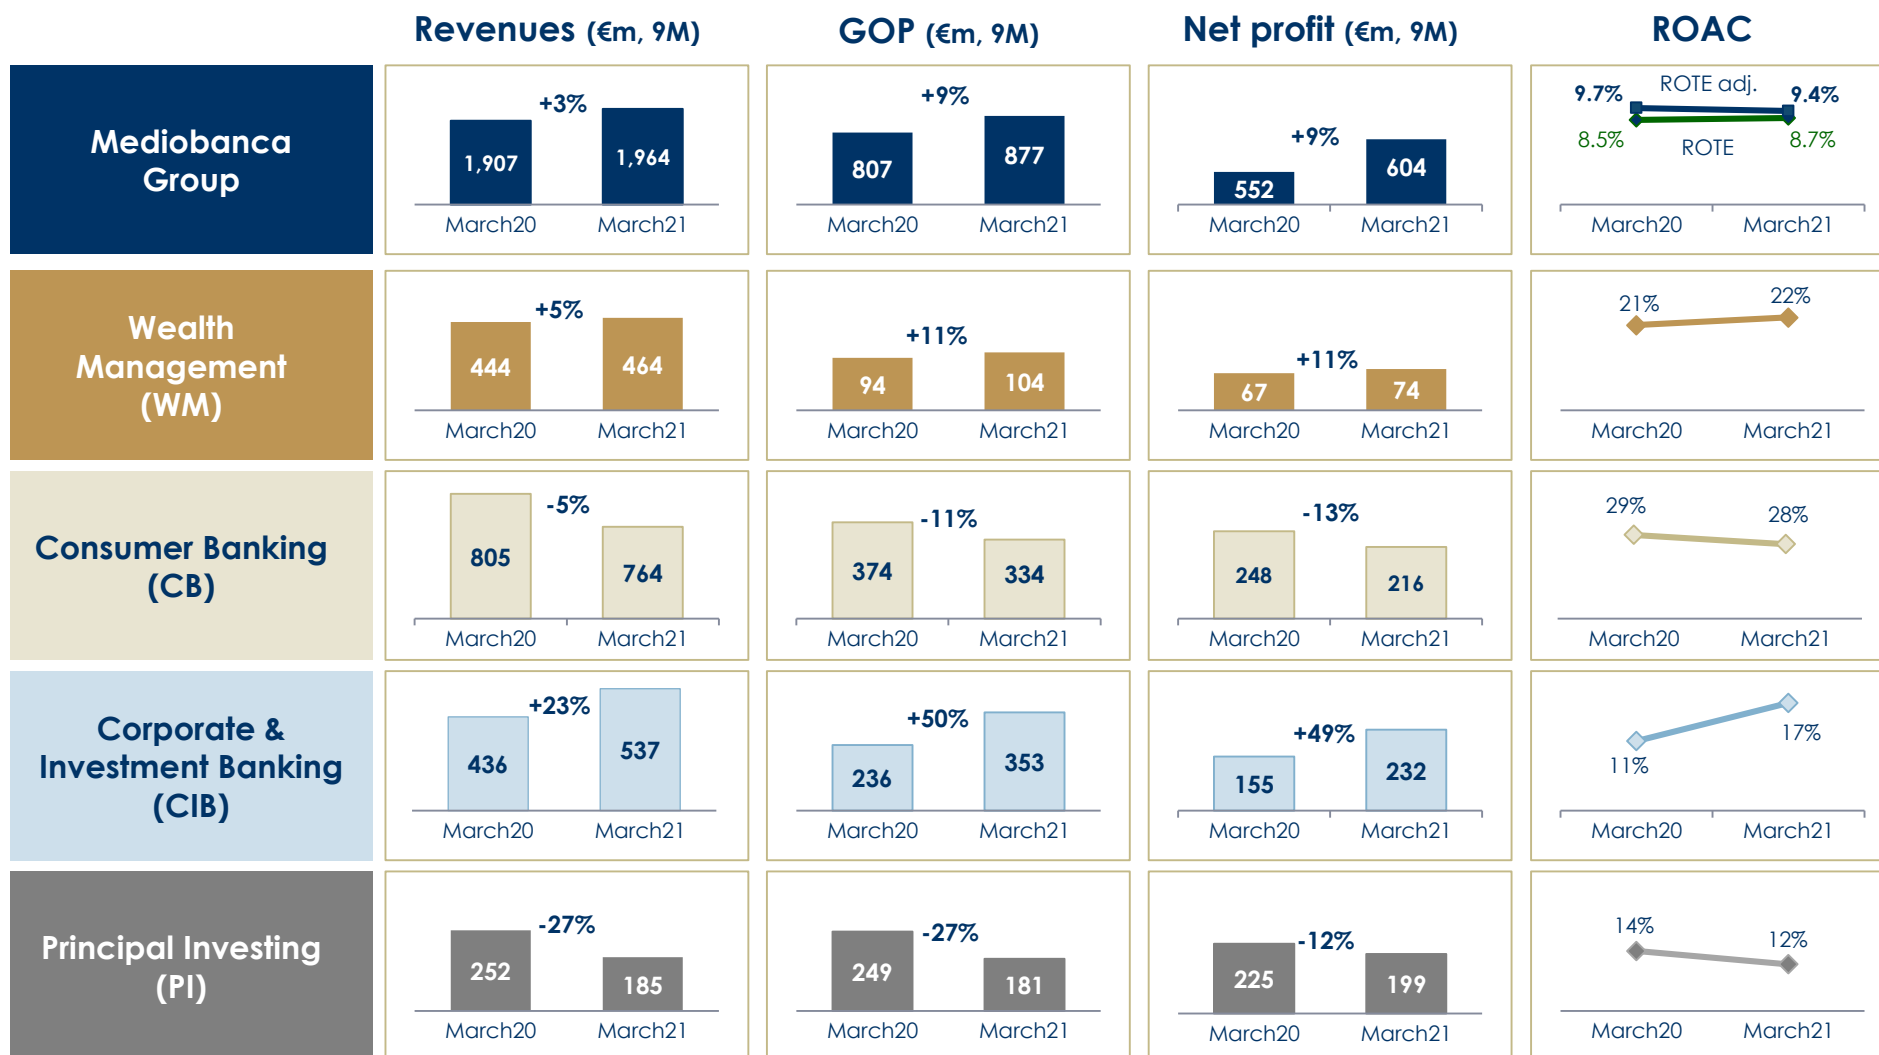 Revenues (€m, 9M)
GOP (€m, 9M)
Net profit (€m, 9M)
ROAC
Mediobanca
Group
+3%
1,907
1,964
March20
March21
+9%
807
877
March20
March21
+9%
552
604
March20
March21
9.7%
ROTE adj.
9.4%
8.5%
ROTE
8.7%
March20
March21
Wealth
Management
(WM)
+5%
444
464
March20
March21
+11%
94
104
March20
March21
+11%
67
74
March20
March21
21%
22%
March20
March21
Consumer Banking
(CB)
-5%
805
764
March20
March21
-11%
374
334
March20
March21
-13%
248
216
March20
March21
29%
28%
March20
March21
Corporate &
Investment Banking
(CIB)
+23%
436
537
March20
March21
+50%
236
353
March20
March21
+49%
155
232
March20
March21
11%
17%
March20
March21
Principal Investing
(PI)
-27%
252
185
March20
March21
-27%
249
181
March20
March21
-12%
225
199
March20
March21
14%
12%
March20
March21